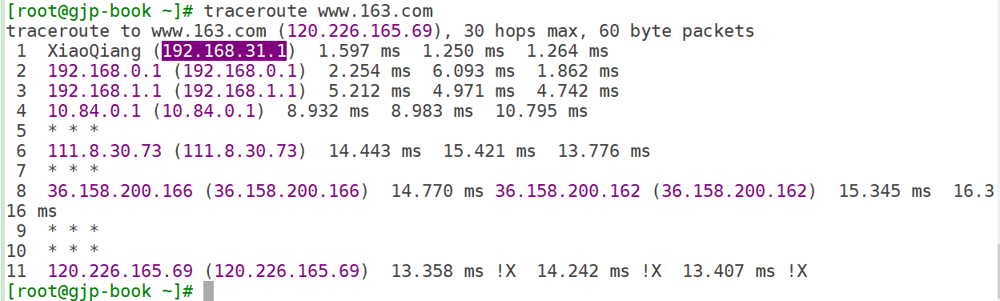 [root@gjp-book ~]# traceroute www.163.com
traceroute to www.163.com (120.226.165.69), 30 hops max, 60 byte packets
 1  XiaoQiang (192.168.31.1)  1.597 ms  1.250 ms  1.264 ms
 2  192.168.0.1 (192.168.0.1)  2.254 ms  6.093 ms  1.862 ms
 3  192.168.1.1 (192.168.1.1)  5.212 ms  4.971 ms  4.742 ms
 4  10.84.0.1 (10.84.0.1)  8.932 ms  8.983 ms  10.795 ms
 5  * * *
 6  111.8.30.73 (111.8.30.73)  14.443 ms  15.421 ms  13.776 ms
 7  * * *
 8  36.158.200.166 (36.158.200.166)  14.770 ms 36.158.200.162 (36.158.200.162)  15.345 ms  16.3
16 ms
 9  * * *
10  * * *
11  120.226.165.69 (120.226.165.69)  13.358 ms !X  14.242 ms !X  13.407 ms !X
[root@gjp-book ~]#